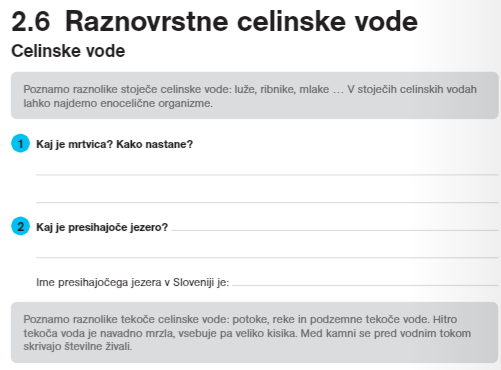 2.6 Raznovrstne celinske vode
Celinske vode
Poznamo raznolike stoječe celinske vode: luže, ribnike, mlake … V stoječih celinskih vodah
lahko najdemo enocelične organizme.
1 Kaj je mrtvica? Kako nastane?
2 Kaj je presihajoče jezero?
Ime presihajočega jezera v Sloveniji je:
Poznamo raznolike tekoče celinske vode: potoke, reke in podzemne tekoče vode. Hitro
tekoča voda je navadno mrzla, vsebuje pa veliko kisika. Med kamni se pred vodnim tokom
skrivajo številne živali.